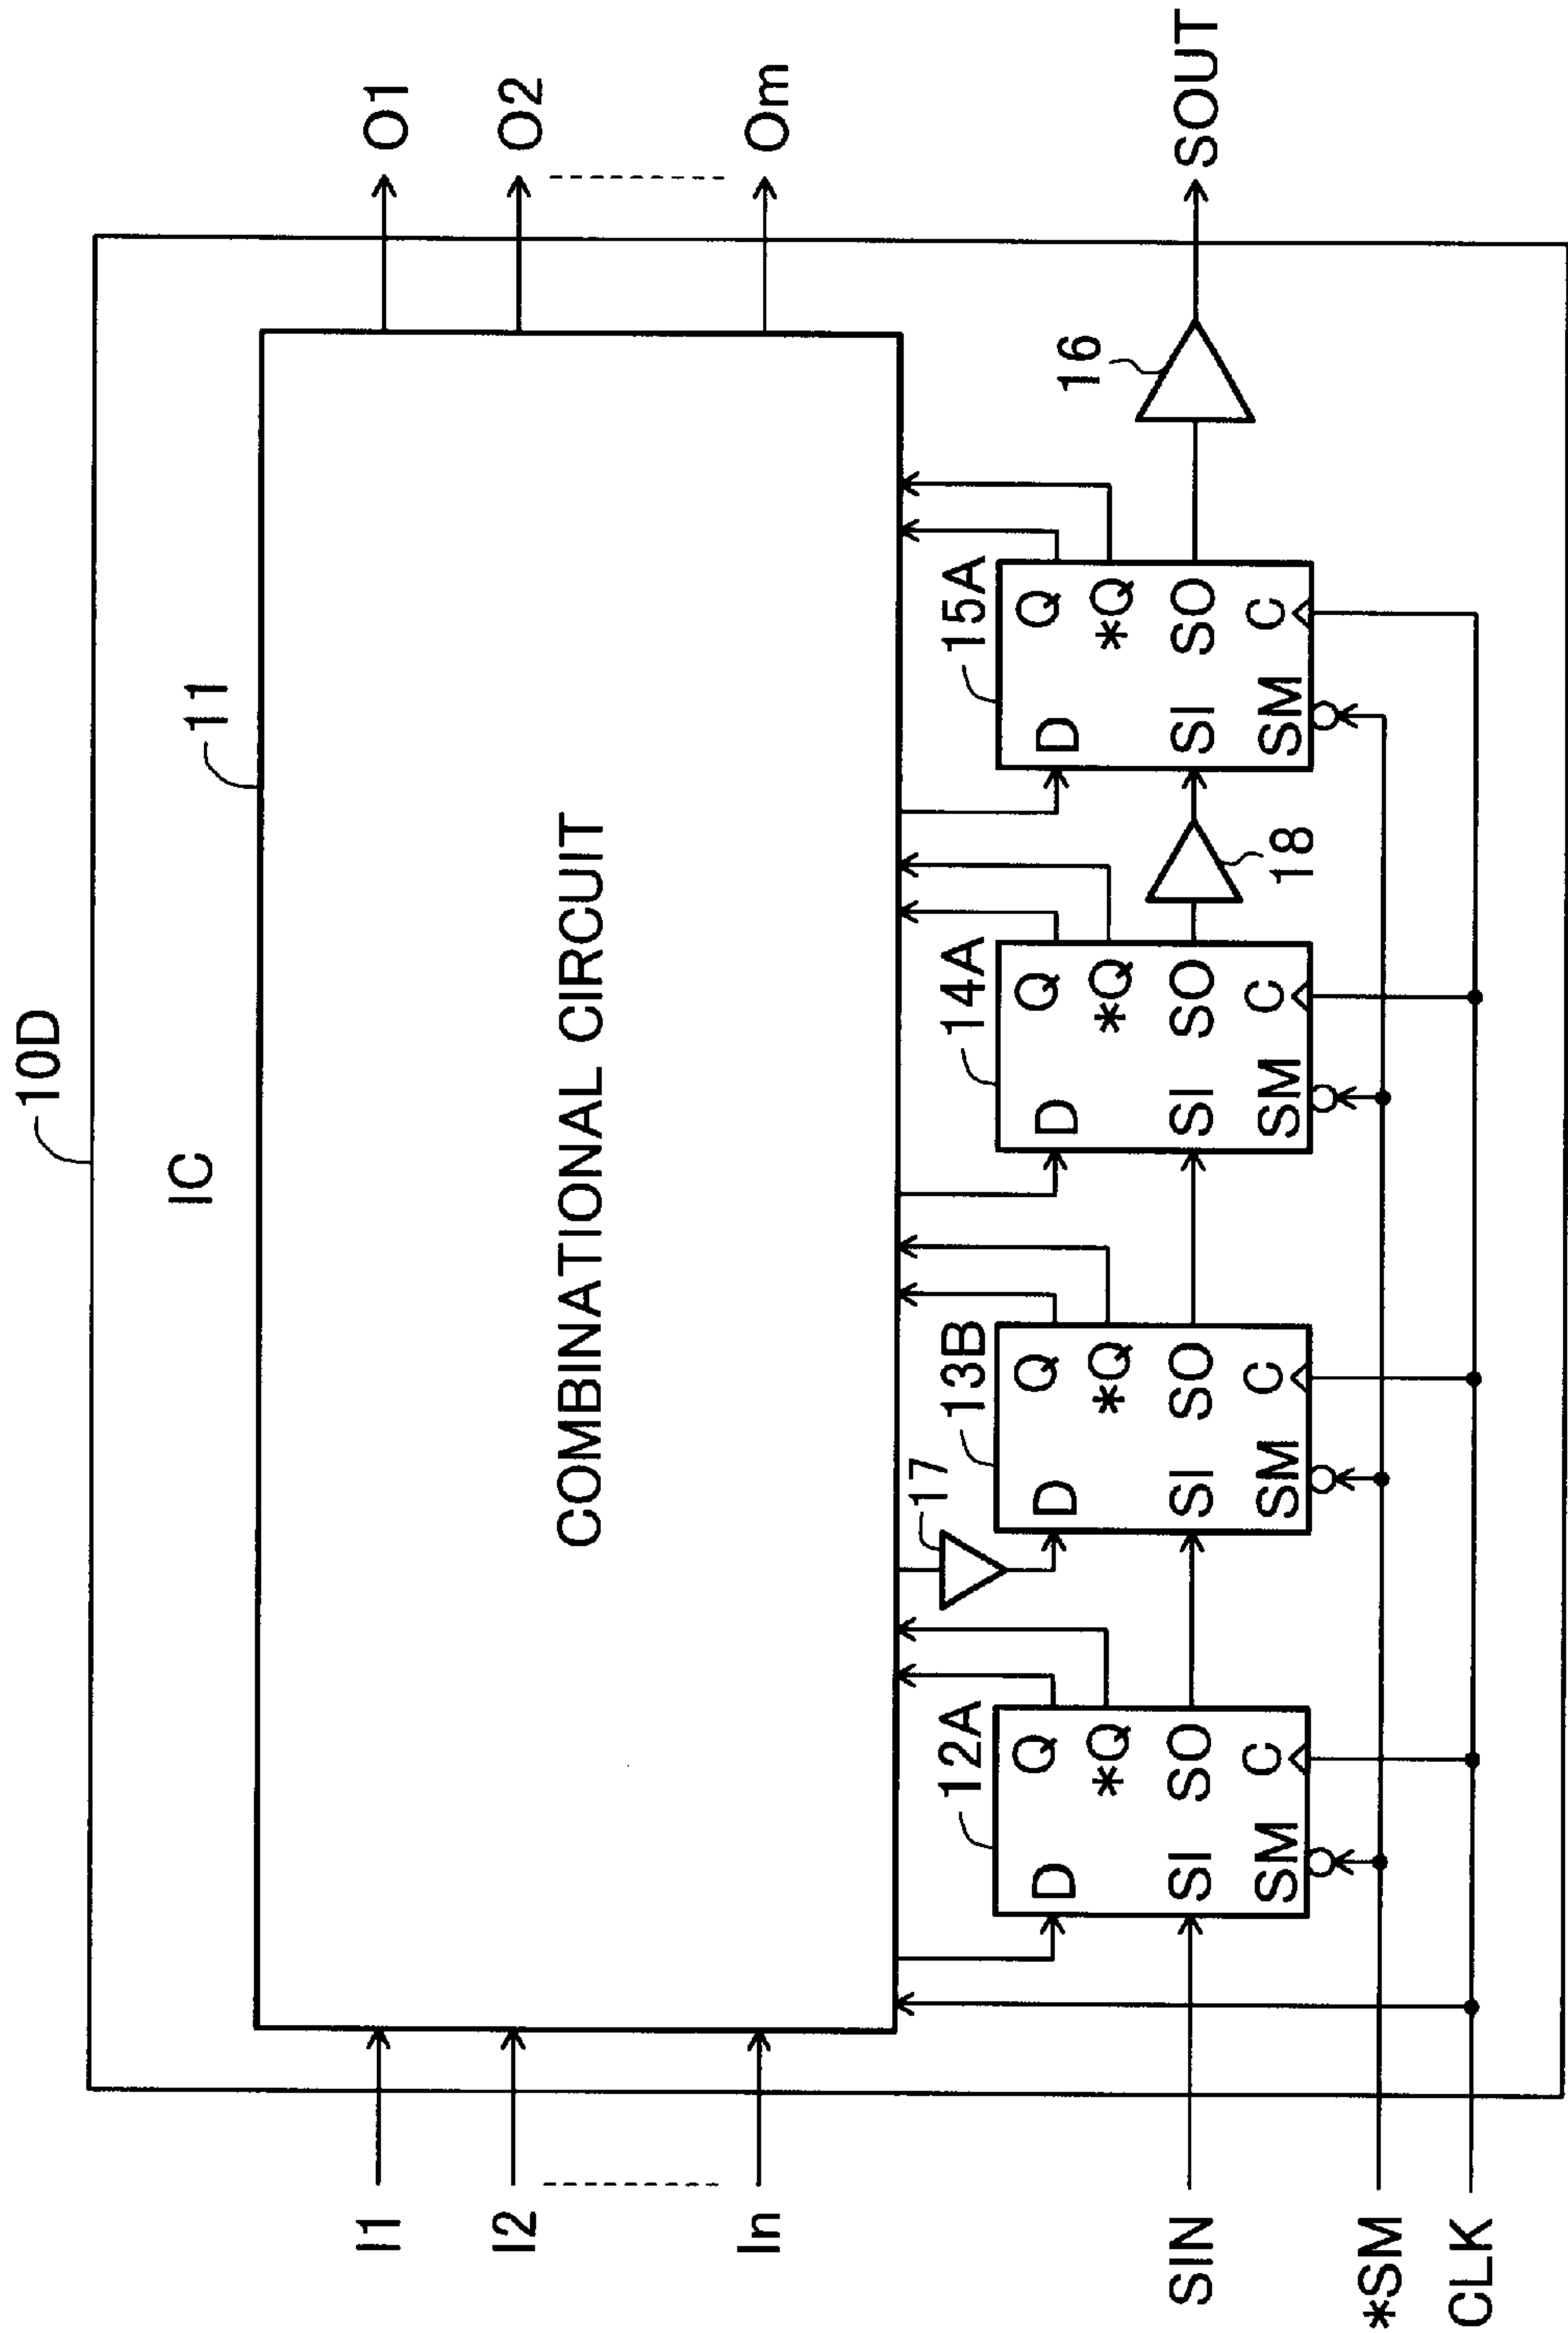 10D
IC
11
COMBINATIONAL CIRCUIT
I1
I2
In
O1
O2
Om
12A
D
Q
*Q
SI
SO
SM
C
17
13B
D
Q
*Q
SI
SO
SM
C
14A
D
Q
*Q
SI
SO
SM
C
18
15A
D
Q
*Q
SI
SO
SM
C
16
SIN
SOUT
*SM
CLK